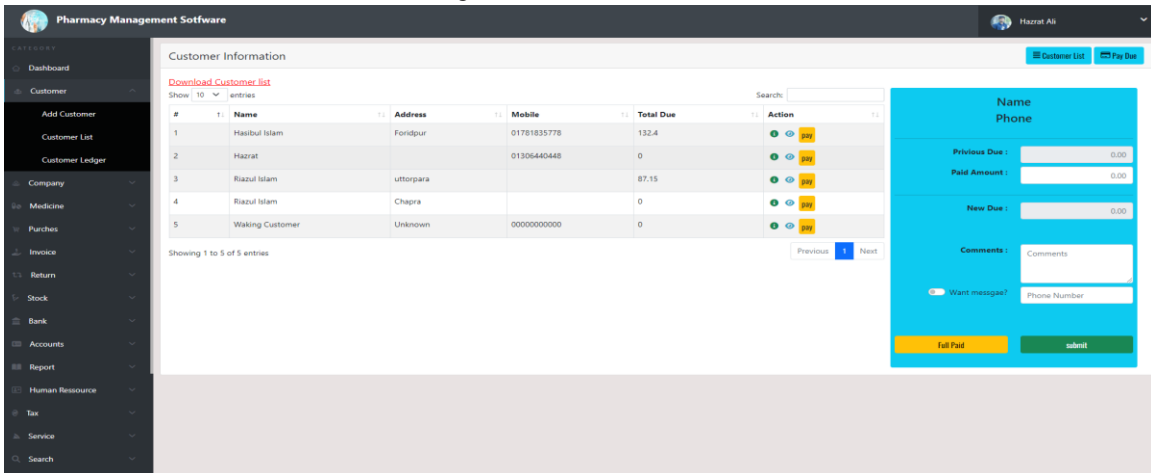 Pharmacy Management Sotfware
Hazrat Ali
CATEGORY
Dashboard
Customer
Add Customer
Customer List
Customer Ledger
Company
Medicine
Purches
Invoice
Return
Stock
Bank
Accounts
Report
Human Ressource
Tax
Service
Search
Customer Information
Customer List
Pay Due
Download Customer list
Show 10 entries
Search:
# Name Address Mobile Total Due Action
1 Hasibul Islam Foridpur 01781835778 132.4 pay
2 Hazrat 01306440448 0 pay
3 Riazul Islam uttorpara 87.15 pay
4 Riazul Islam Chapra 0 pay
5 Waking Customer Unknown 00000000000 0 pay
Showing 1 to 5 of 5 entries
Previous 1 Next
Name
Phone
Privious Due : 0.00
Paid Amount : 0.00
New Due : 0.00
Comments : Comments
Want messgae? Phone Number
Full Paid submit